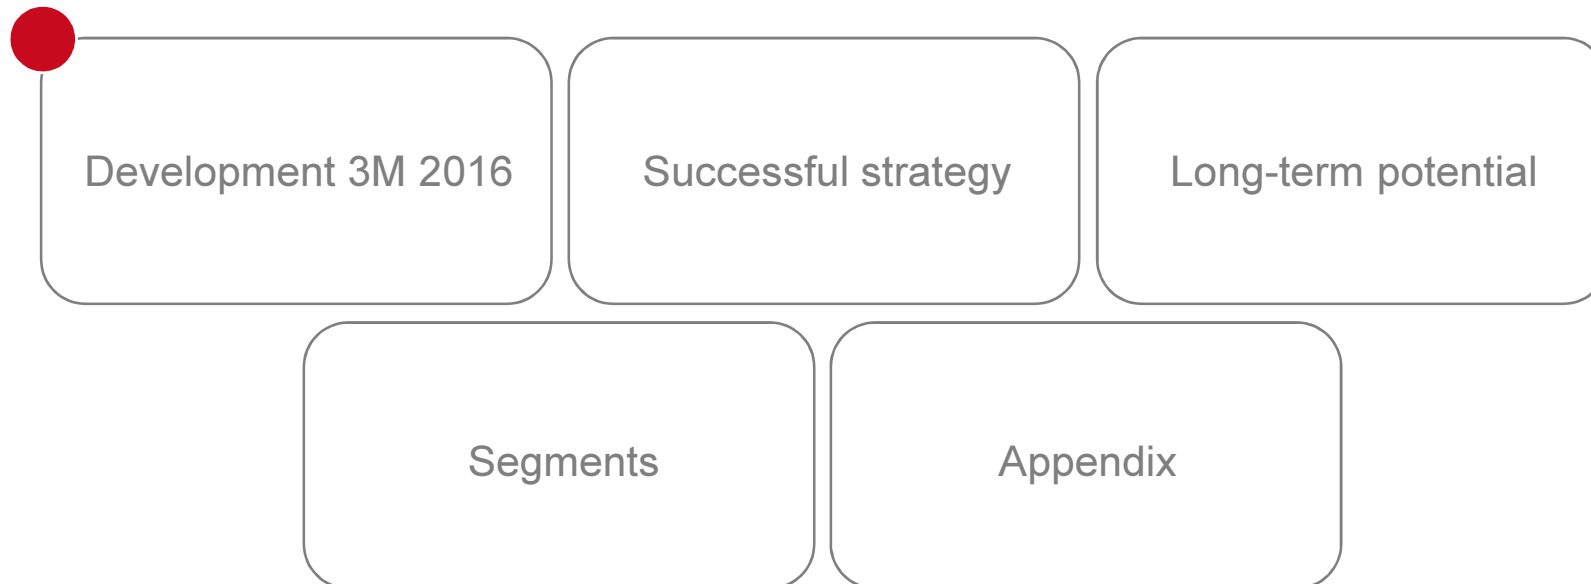 Development 3M 2016
Successful strategy
Long-term potential
Segments
Appendix